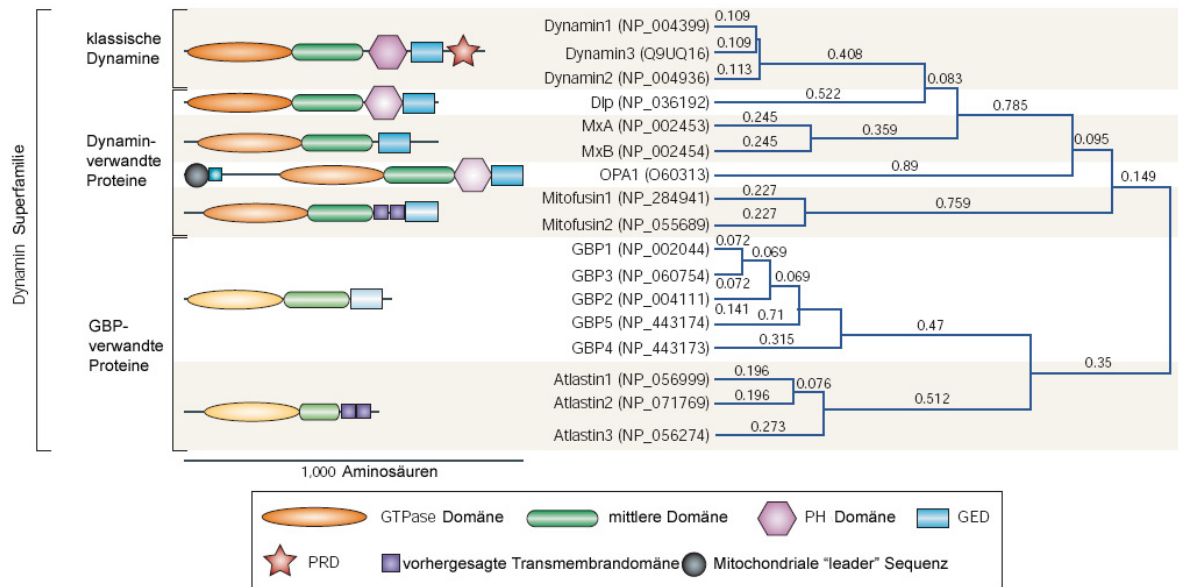 Dynamin Superfamilie
klassische
Dynamine
Dynamin-
verwandte
Proteine
GBP-
verwandte
Proteine
1,000 Aminosäuren
Dynamin1 (NP_004399)
Dynamin3 (Q9UQ16)
Dynamin2 (NP_004936)
Dlp (NP_036192)
MxA (NP_002453)
MxB (NP_002454)
OPA1 (O60313)
Mitofusin1 (NP_284941)
Mitofusin2 (NP_055689)
GBP1 (NP_002044)
GBP3 (NP_060754)
GBP2 (NP_004111)
GBP5 (NP_443174)
GBP4 (NP_443173)
Atlastin1 (NP_056999)
Atlastin2 (NP_071769)
Atlastin3 (NP_056274)
0.109
0.109
0.113
0.408
0.083
0.522
0.785
0.245
0.245
0.359
0.095
0.89
0.149
0.227
0.227
0.759
0.072
0.069
0.072
0.069
0.141
0.71
0.315
0.47
0.35
0.196
0.196
0.076
0.512
0.273
GTPase Domäne
mittlere Domäne
PH Domäne
GED
PRD
vorhergesagte Transmembrandomäne
Mitochondriale "leader" Sequenz